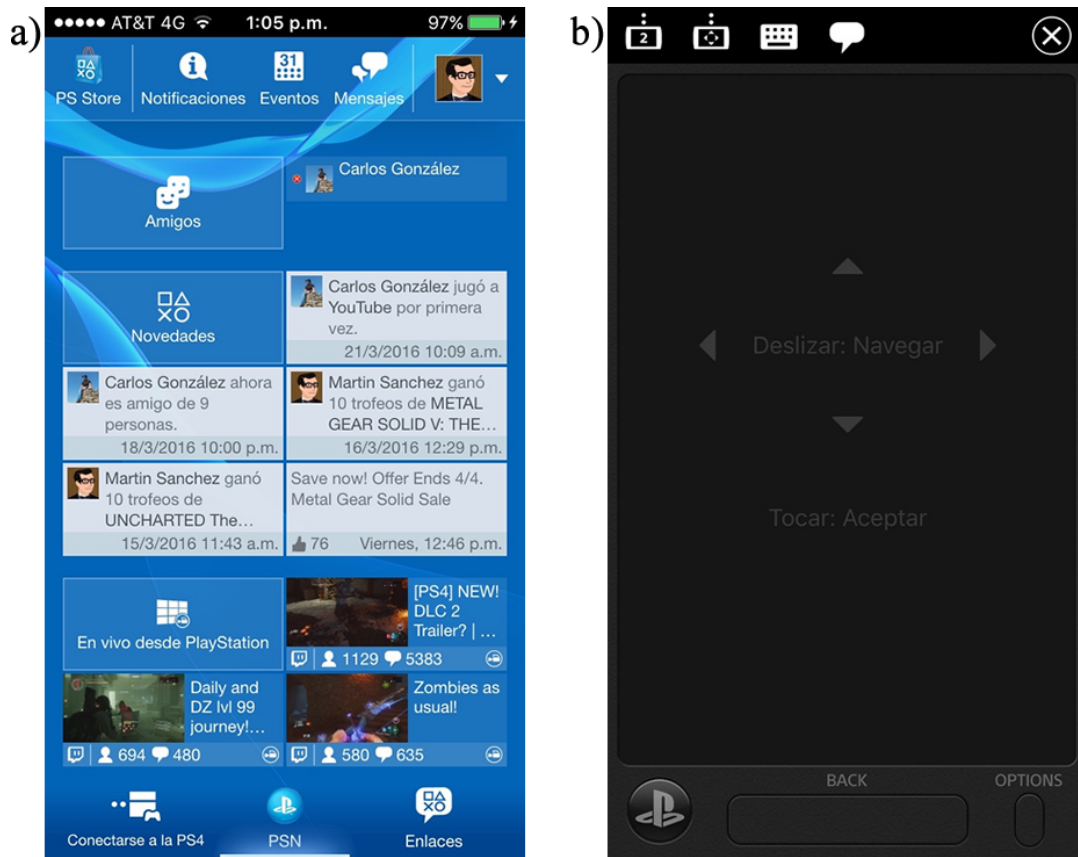 a)
●●●●● AT&T 4G 1:05 p.m. 97%
31
PS Store Notificaciones Eventos Mensajes
Amigos
Carlos González
Novedades
Carlos González jugó a
YouTube por primera
vez.
21/3/2016 10:09 a.m.
Carlos González ahora
es amigo de 9
personas.
18/3/2016 10:00 p.m.
Martin Sanchez ganó
10 trofeos de METAL
GEAR SOLID V: THE...
16/3/2016 12:29 p.m.
Martin Sanchez ganó
10 trofeos de
UNCHARTED The...
15/3/2016 11:43 a.m.
Save now! Offer Ends 4/4.
Metal Gear Solid Sale
76 Viernes, 12:46 p.m.
En vivo desde PlayStation
[PS4] NEW!
DLC 2
Trailer? | ...
1129 5383
Daily and
DZ lvl 99
journey!...
694 480
Zombies as
usual!
580 635
Conectarse a la PS4 PSN Enlaces
b)
2
Deslizar: Navegar
Tocar: Aceptar
BACK OPTIONS